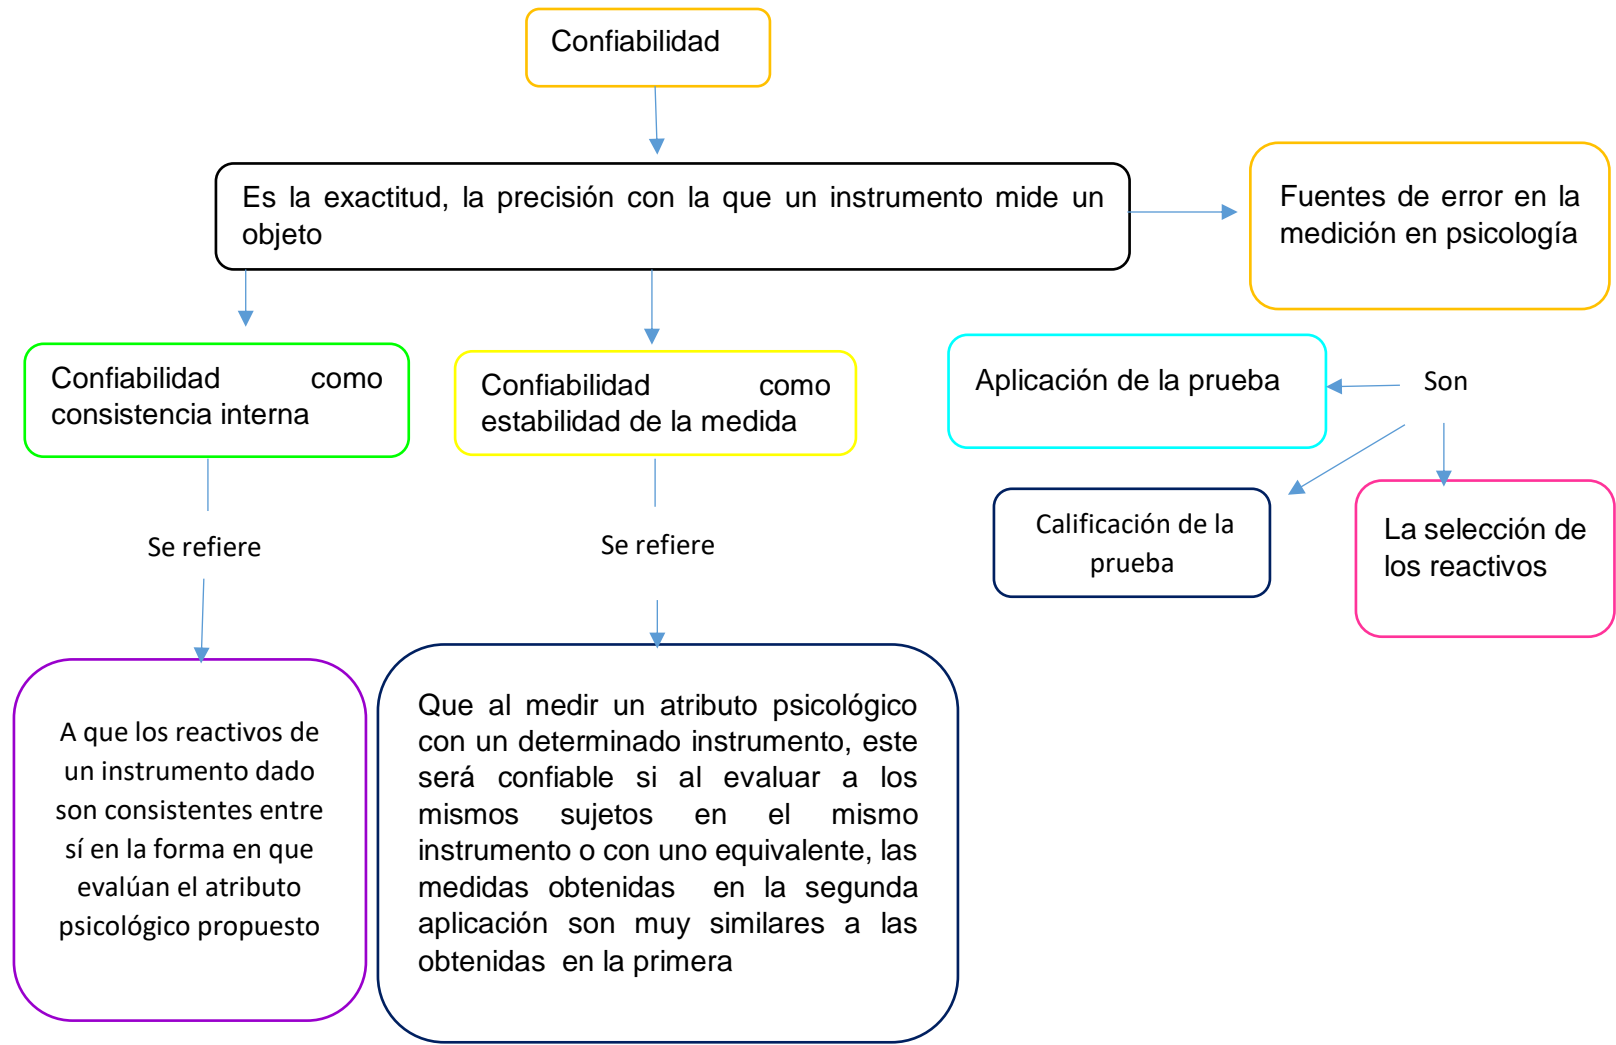 Confiabilidad
Es la exactitud, la precisión con la que un instrumento mide un
objeto
Fuentes de error en la
medición en psicología
Confiabilidad como
consistencia interna
Confiabilidad como
estabilidad de la medida
Aplicación de la prueba
Son
Calificación de la
prueba
La selección de
los reactivos
Se refiere
Se refiere
A que los reactivos de
un instrumento dado
son consistentes entre
sí en la forma en que
evalúan el atributo
psicológico propuesto
Que al medir un atributo psicológico
con un determinado instrumento, este
será confiable si al evaluar a los
mismos sujetos en el mismo
instrumento o con uno equivalente, las
medidas obtenidas en la segunda
aplicación son muy similares a las
obtenidas en la primera